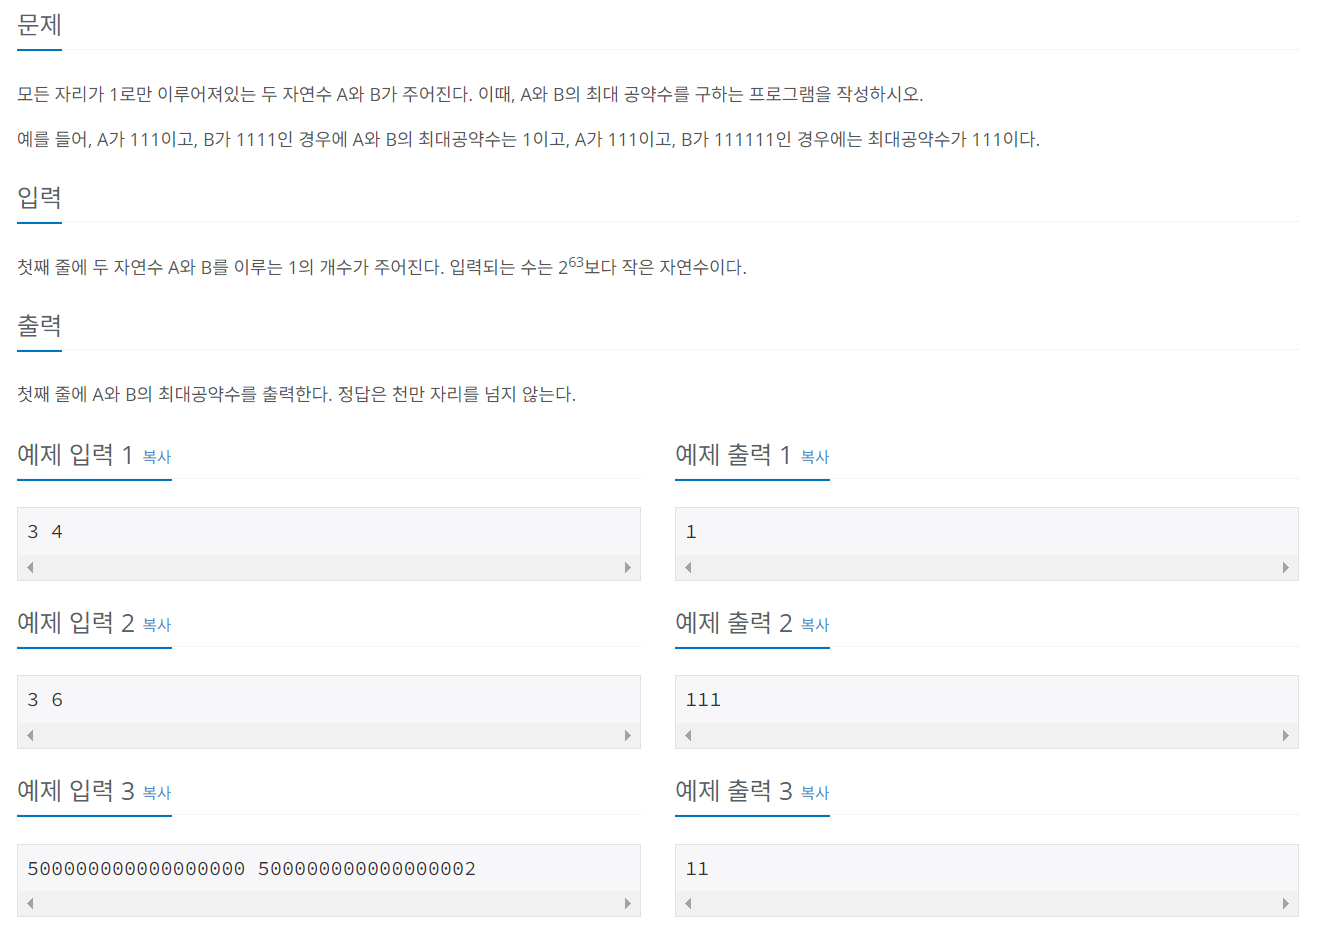 문제
모든 자리가 1로만 이루어져있는 두 자연수 A와 B가 주어진다. 이때, A와 B의 최대 공약수를 구하는 프로그램을 작성하시오.
예를 들어, A가 111이고, B가 1111인 경우에 A와 B의 최대공약수는 1이고, A가 111이고, B가 111111인 경우에는 최대공약수가 111이다.
입력
첫째 줄에 두 자연수 A와 B를 이루는 1의 개수가 주어진다. 입력되는 수는 2⁶³보다 작은 자연수이다.
출력
첫째 줄에 A와 B의 최대공약수를 출력한다. 정답은 천만 자리를 넘지 않는다.
예제 입력 1 복사
3 4
예제 출력 1 복사
1
예제 입력 2 복사
3 6
예제 출력 2 복사
111
예제 입력 3 복사
500000000000000000 500000000000000002
예제 출력 3 복사
11